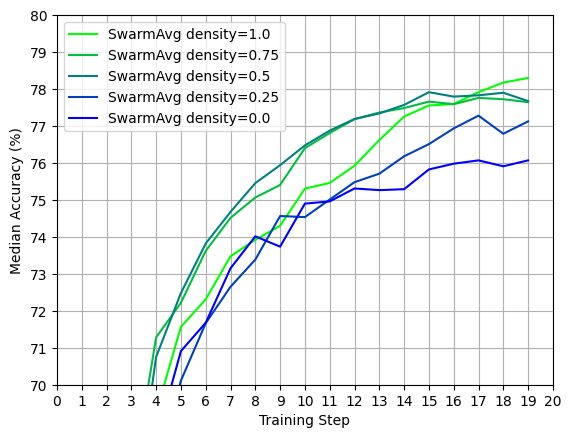 80
79
78
77
76
75
74
73
72
71
70
Median Accuracy (%)
SwarmAvg density=1.0
SwarmAvg density=0.75
SwarmAvg density=0.5
SwarmAvg density=0.25
SwarmAvg density=0.0
0 1 2 3 4 5 6 7 8 9 10 11 12 13 14 15 16 17 18 19 20
Training Step